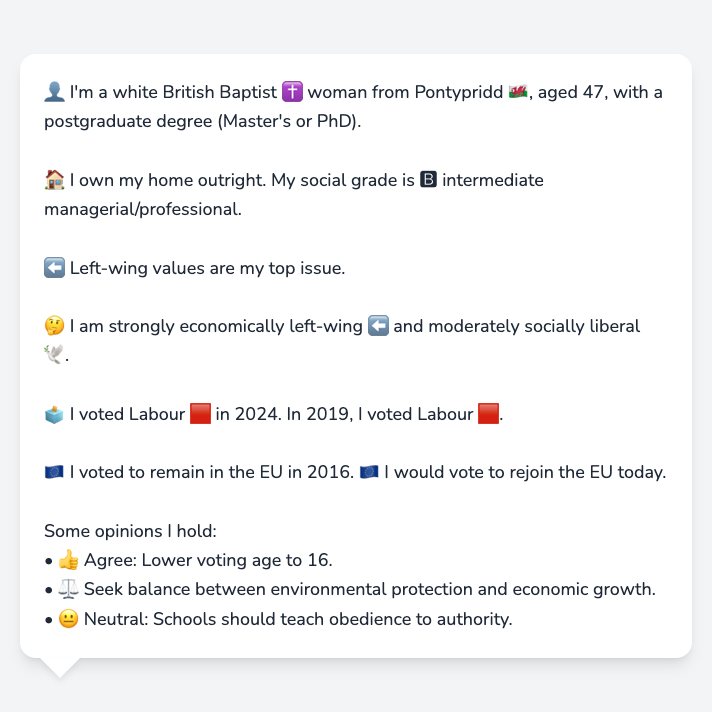 👤 I'm a white British Baptist ✝️ woman from Pontypridd 🏴󠁧󠁢󠁷󠁬󠁳󠁿, aged 47, with a
postgraduate degree (Master's or PhD).
🏠 I own my home outright. My social grade is 🅱 intermediate
managerial/professional.
⬅️ Left-wing values are my top issue.
🤔 I am strongly economically left-wing ⬅️ and moderately socially liberal
🕊️.
🗳️ I voted Labour 🟥 in 2024. In 2019, I voted Labour 🟥.
🇪🇺 I voted to remain in the EU in 2016. 🇪🇺 I would vote to rejoin the EU today.
Some opinions I hold:
• 👍 Agree: Lower voting age to 16.
• ⚖️ Seek balance between environmental protection and economic growth.
• 😐 Neutral: Schools should teach obedience to authority.